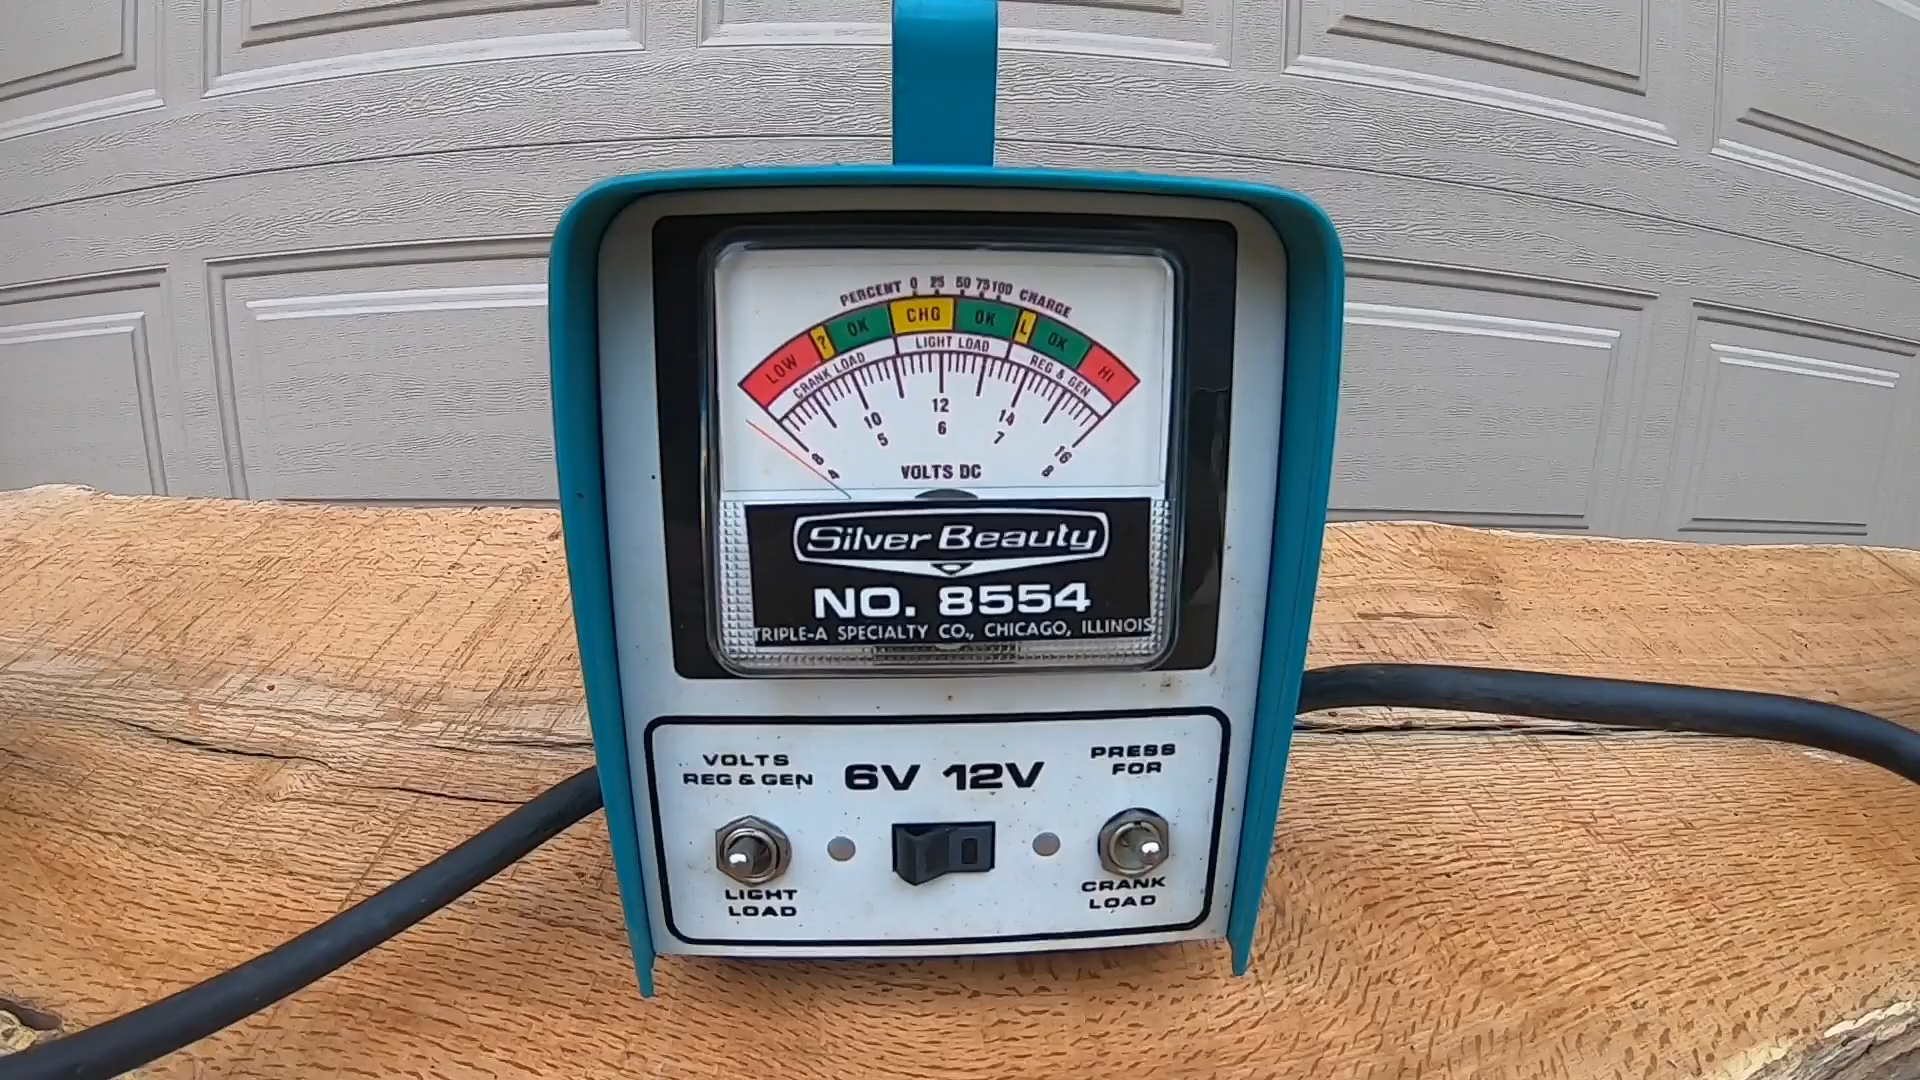 PERCENT 0 25 50 75 100 CHARGE
LOW ? OK CHG OK L OK HI
CRANK LOAD LIGHT LOAD REG & GEN
8 10 12 14 16
4 5 6 7 8
VOLTS DC
Silver Beauty
NO. 8554
TRIPLE-A SPECIALTY CO., CHICAGO, ILLINOIS
VOLTS
REG & GEN
6V 12V
PRESS
FOR
LIGHT
LOAD
CRANK
LOAD